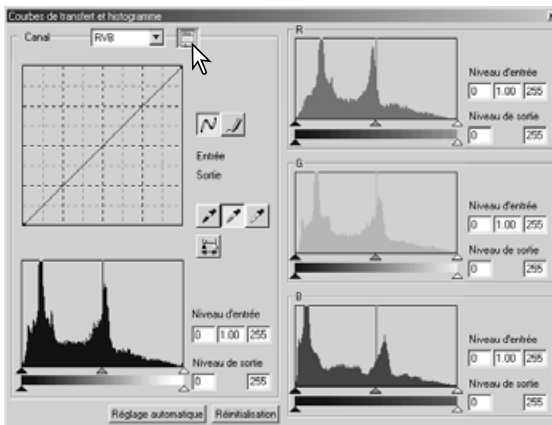 Courbes de transfert et histogramme
Canal RVB
Entrée
Sortie
Niveau d'entrée
0 1.00 255
Niveau de sortie
0 255
Réglage automatique Réinitialisation
R
Niveau d'entrée
0 1.00 255
Niveau de sortie
0 255
G
Niveau d'entrée
0 1.00 255
Niveau de sortie
0 255
B
Niveau d'entrée
0 1.00 255
Niveau de sortie
0 255